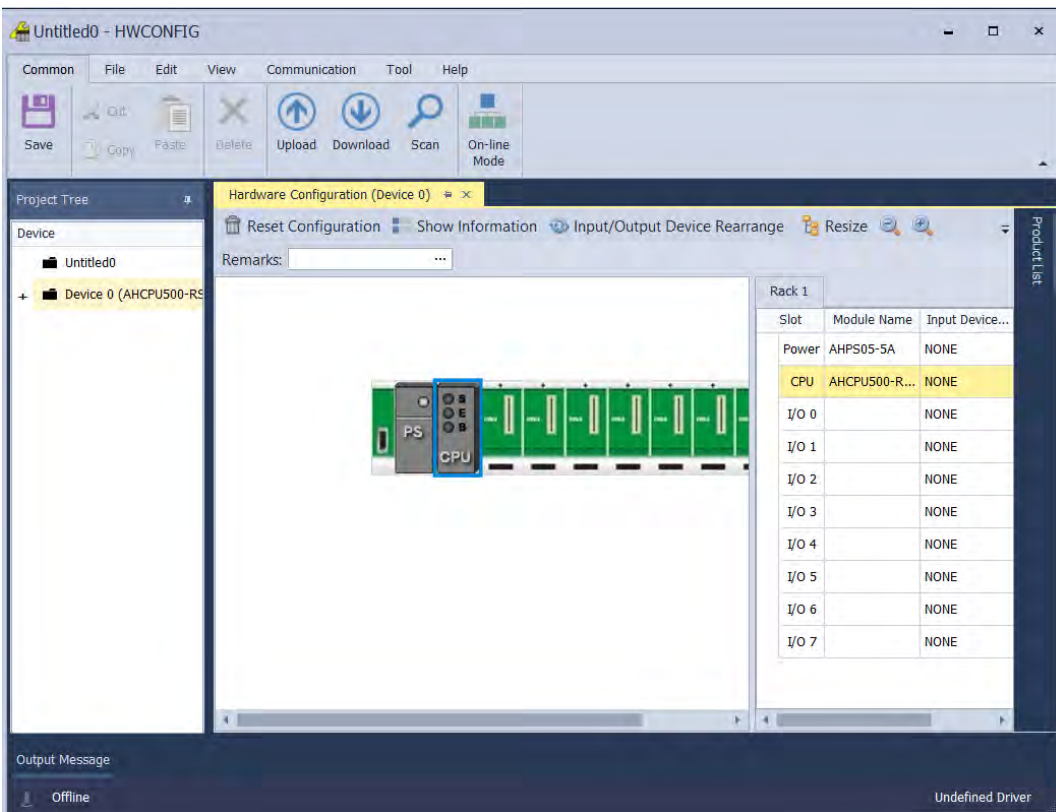 Untitled0 - HWCONFIG
Common File Edit View Communication Tool Help
Save Cut Copy Paste Delete Upload Download Scan On-line Mode
Project Tree
Device
Untitled0
Device 0 (AHCPU500-RS
Hardware Configuration (Device 0)
Reset Configuration Show Information Input/Output Device Rearrange Resize
Remarks: ...
PS
S
E
B
CPU
Rack 1
Slot Module Name Input Device...
Power AHPS05-5A NONE
CPU AHCPU500-R... NONE
I/O 0 NONE
I/O 1 NONE
I/O 2 NONE
I/O 3 NONE
I/O 4 NONE
I/O 5 NONE
I/O 6 NONE
I/O 7 NONE
Product List
Output Message
Offline Undefined Driver